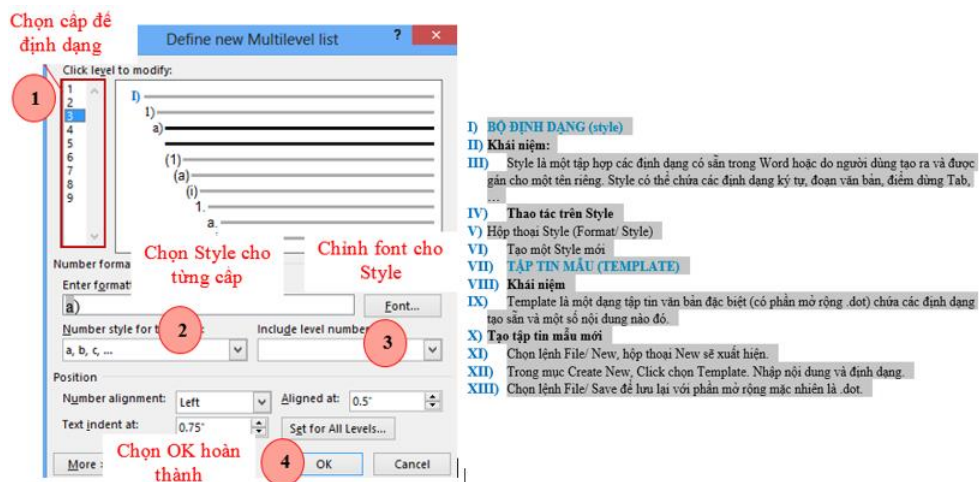 Chọn cấp để
định dạng
Define new Multilevel list
?
×
Click level to modify:
1
1
2
3
4
5
6
7
8
9
I)
1)
a)
(1)
(a)
(i)
1.
a.
Chọn Style cho
từng cấp
Chỉnh font cho
Style
Number forma
Enter format
a)
Font...
Number style for t
2
Include level number
3
a, b, c, ...
Position
Number alignment:
Left
Aligned at:
0.5"
Text indent at:
0.75"
Set for All Levels...
Chọn OK hoàn
thành
More
4
OK
Cancel
I) BỘ ĐỊNH DẠNG (style)
II) Khái niệm:
III) Style là một tập hợp các định dạng có sẵn trong Word hoặc do người dùng tạo ra và được
gán cho một tên riêng. Style có thể chứa các định dạng ký tự, đoạn văn bản, điểm dừng Tab,
…
IV) Thao tác trên Style
V) Hộp thoại Style (Format/ Style)
VI) Tạo một Style mới
VII) TẬP TIN MẪU (TEMPLATE)
VIII) Khái niệm
IX) Template là một dạng tập tin văn bản đặc biệt (có phần mở rộng .dot) chứa các định dạng
tạo sẵn và một số nội dung nào đó.
X) Tạo tập tin mẫu mới
XI) Chọn lệnh File/ New, hộp thoại New sẽ xuất hiện.
XII) Trong mục Create New, Click chọn Template. Nhập nội dung và định dạng.
XIII) Chọn lệnh File/ Save để lưu lại với phần mở rộng mặc nhiên là .dot.